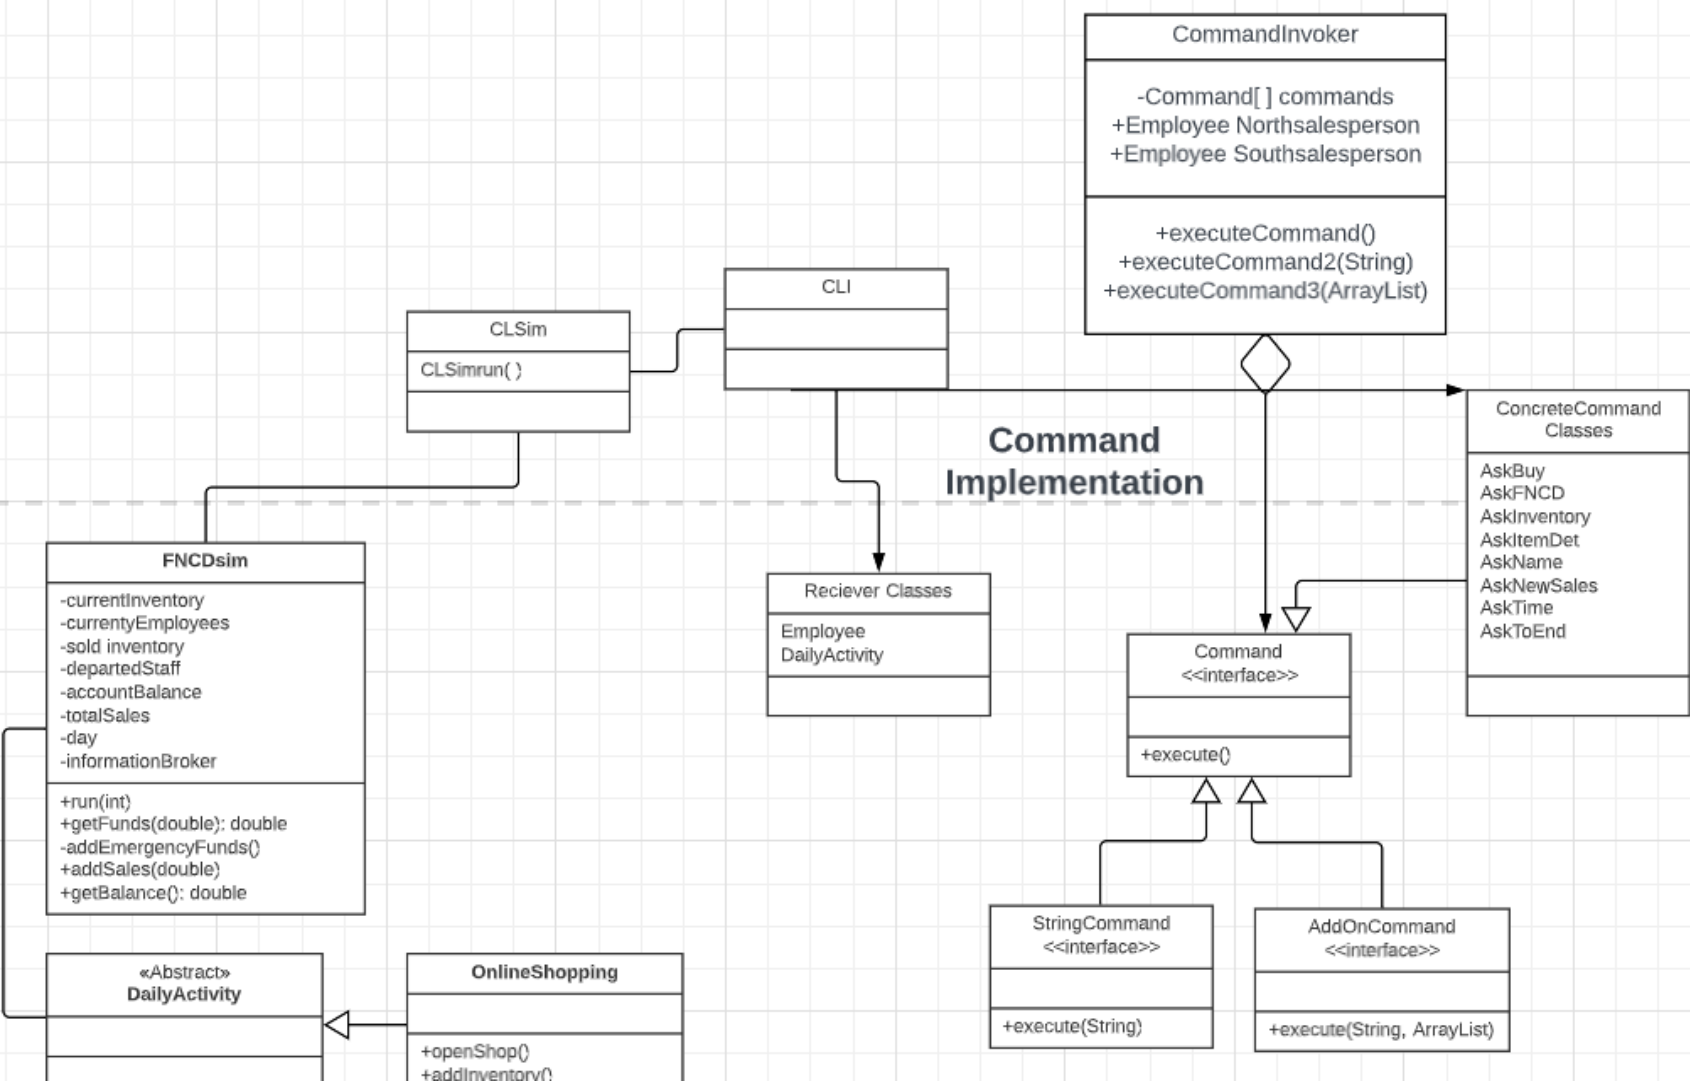 CommandInvoker
-Command[ ] commands
+Employee Northsalesperson
+Employee Southsalesperson
+executeCommand()
+executeCommand2(String)
+executeCommand3(ArrayList)
CLI
CLSim
CLSimrun( )
Command
Implementation
ConcreteCommand
Classes
AskBuy
AskFNCD
AskInventory
AskItemDet
AskName
AskNewSales
AskTime
AskToEnd
FNCDsim
-currentInventory
-currentyEmployees
-sold inventory
-departedStaff
-accountBalance
-totalSales
-day
-informationBroker
+run(int)
+getFunds(double): double
-addEmergencyFunds()
+addSales(double)
+getBalance(): double
Reciever Classes
Employee
DailyActivity
Command
<<interface>>
+execute()
StringCommand
<<interface>>
+execute(String)
AddOnCommand
<<interface>>
+execute(String, ArrayList)
«Abstract»
DailyActivity
OnlineShopping
+openShop()
+addInventory()